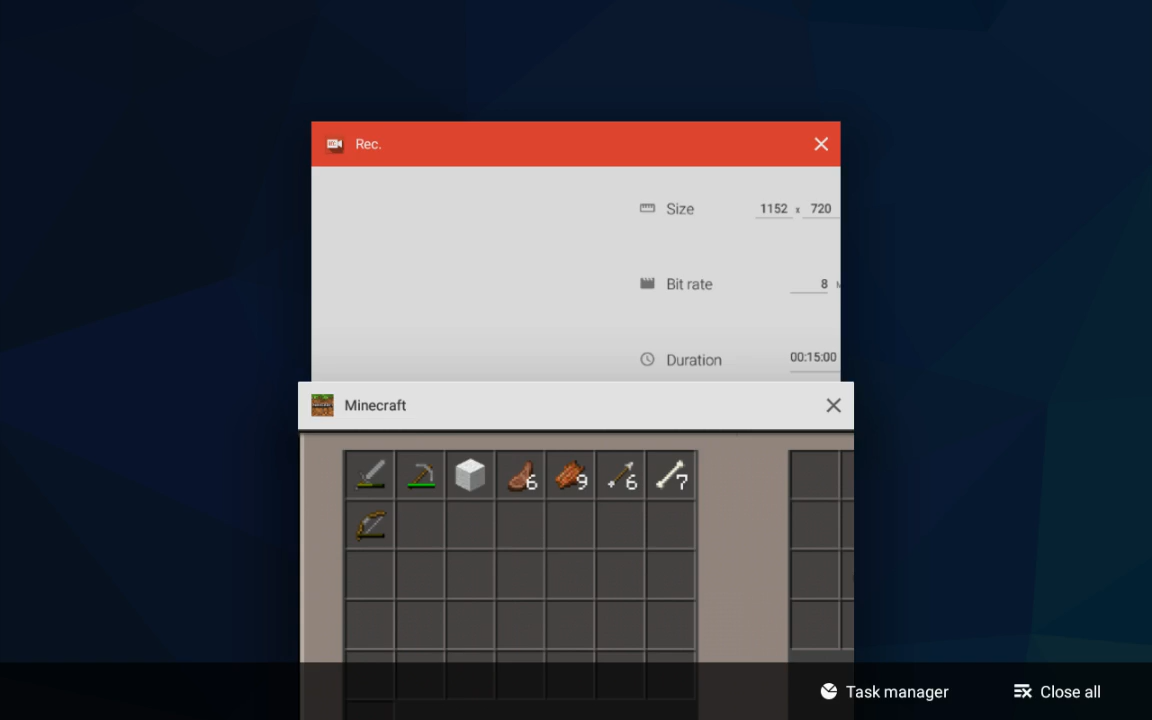 Rec.
Size 1152 x 720
Bit rate 8
Duration 00:15:00
Minecraft
6 9 6 7
Task manager Close all